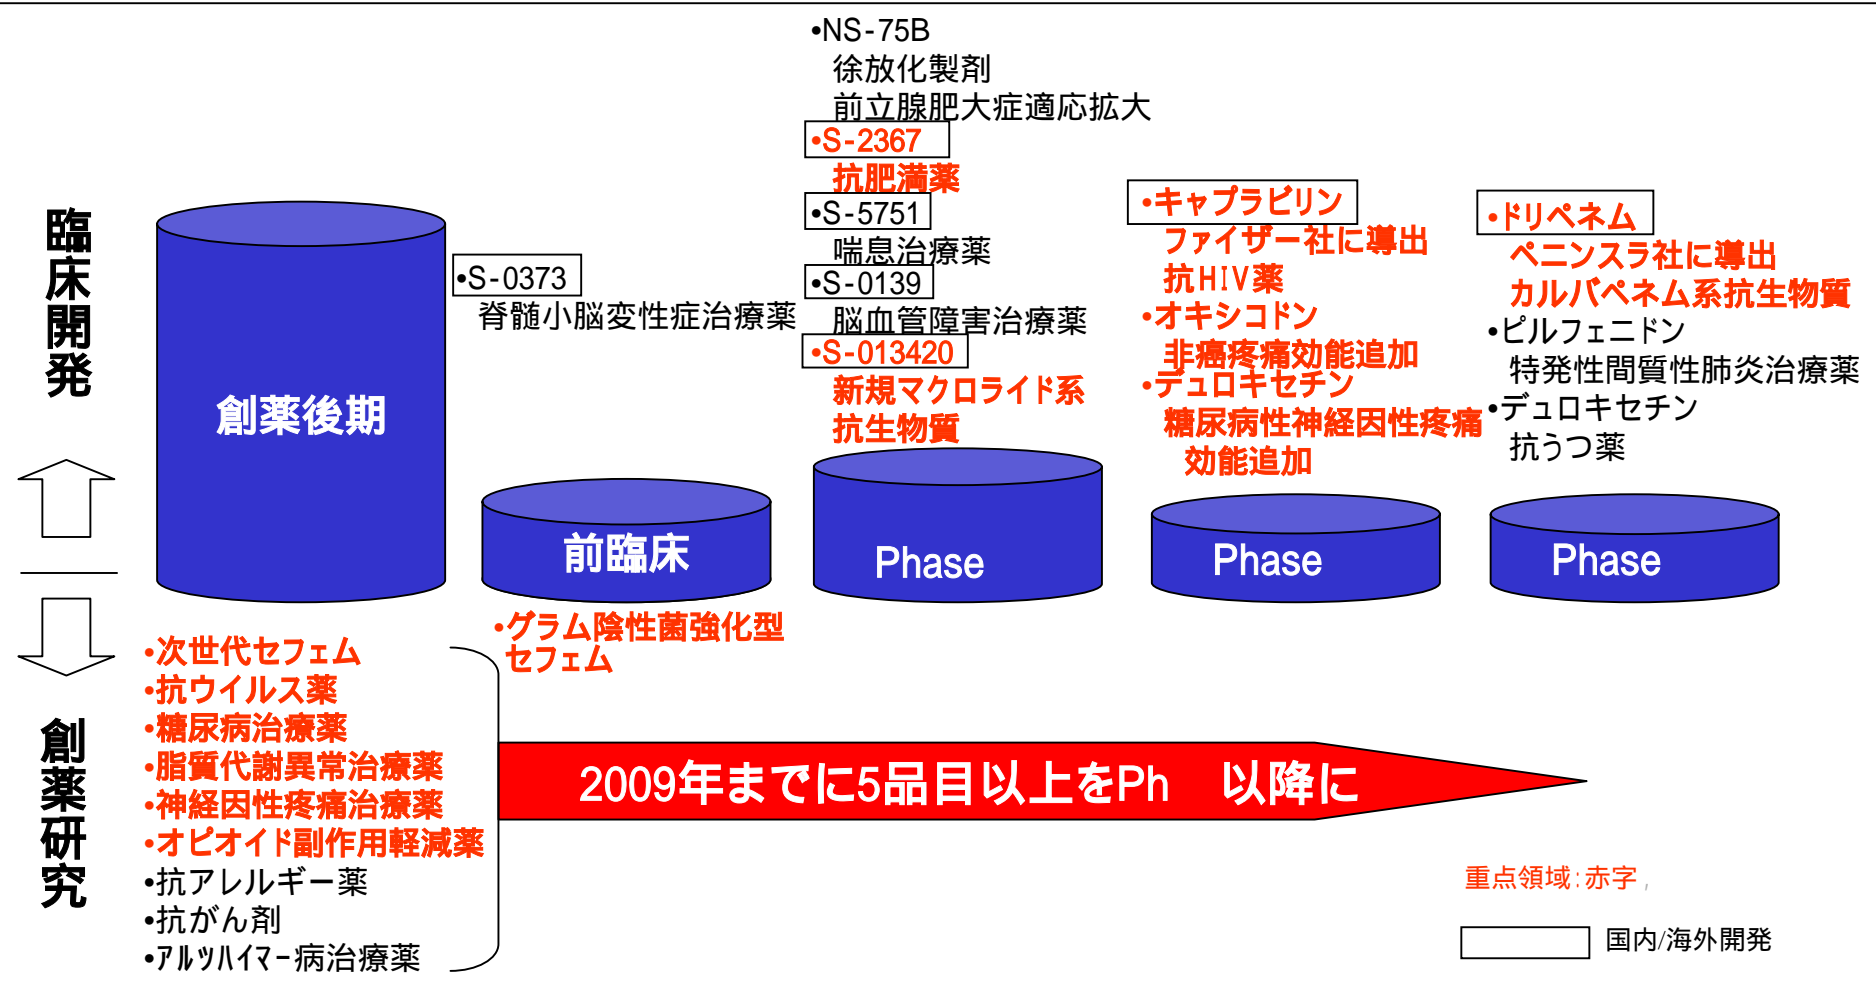 臨床開発
創薬研究
創薬後期
•次世代セフェム
•抗ウイルス薬
•糖尿病治療薬
•脂質代謝異常治療薬
•神経因性疼痛治療薬
•オピオイド副作用軽減薬
•抗アレルギー薬
•抗がん剤
•ｱﾙﾂﾊｲﾏｰ病治療薬
•S-0373
脊髄小脳変性症治療薬
前臨床
•グラム陰性菌強化型
セフェム
•NS-75B
徐放化製剤
前立腺肥大症適応拡大
•S-2367
抗肥満薬
•S-5751
喘息治療薬
•S-0139
脳血管障害治療薬
•S-013420
新規マクロライド系
抗生物質
Phase
•キャプラビリン
ファイザー社に導出
抗HIV薬
•オキシコドン
非癌疼痛効能追加
•デュロキセチン
糖尿病性神経因性疼痛
効能追加
Phase
•ドリペネム
ペニンスラ社に導出
カルバペネム系抗生物質
•ピルフェニドン
特発性間質性肺炎治療薬
•デュロキセチン
抗うつ薬
Phase
2009年までに5品目以上をPh　以降に
重点領域:赤字,
国内/海外開発